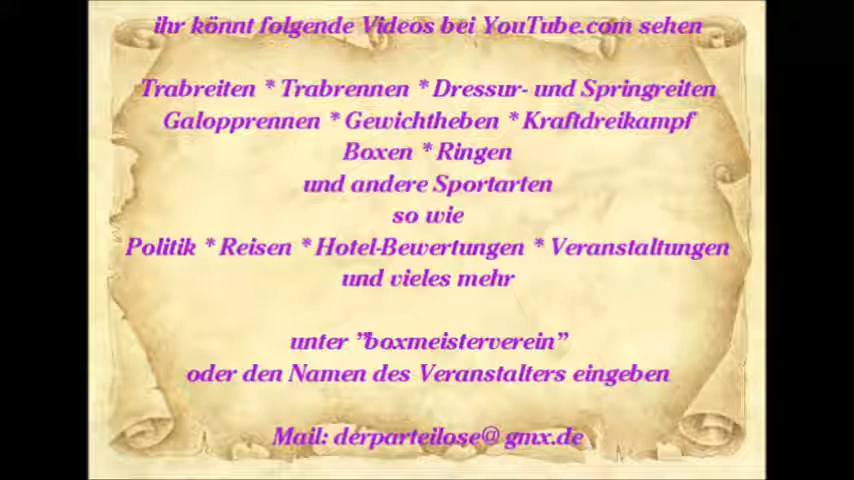 ihr könnt folgende Videos bei YouTube.com sehen
Trabreiten * Trabrennen * Dressur- und Springreiten
Galopprennen * Gewichtheben * Kraftdreikampf
Boxen * Ringen
und andere Sportarten
so wie
Politik * Reisen * Hotel-Bewertungen * Veranstaltungen
und vieles mehr
unter "boxmeisterverein"
oder den Namen des Veranstalters eingeben
Mail: derparteilose@gmx.de